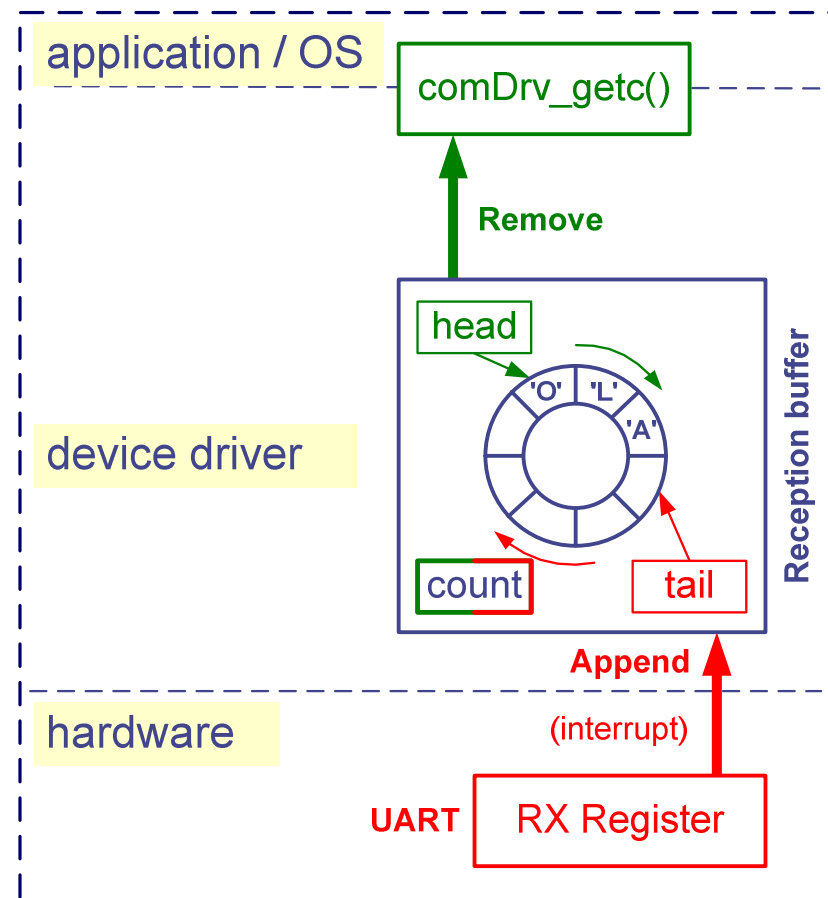 application / OS
comDrv_getc()
Remove
head
'O'
'L'
'A'
Reception buffer
device driver
count
tail
Append
hardware
(interrupt)
UART
RX Register